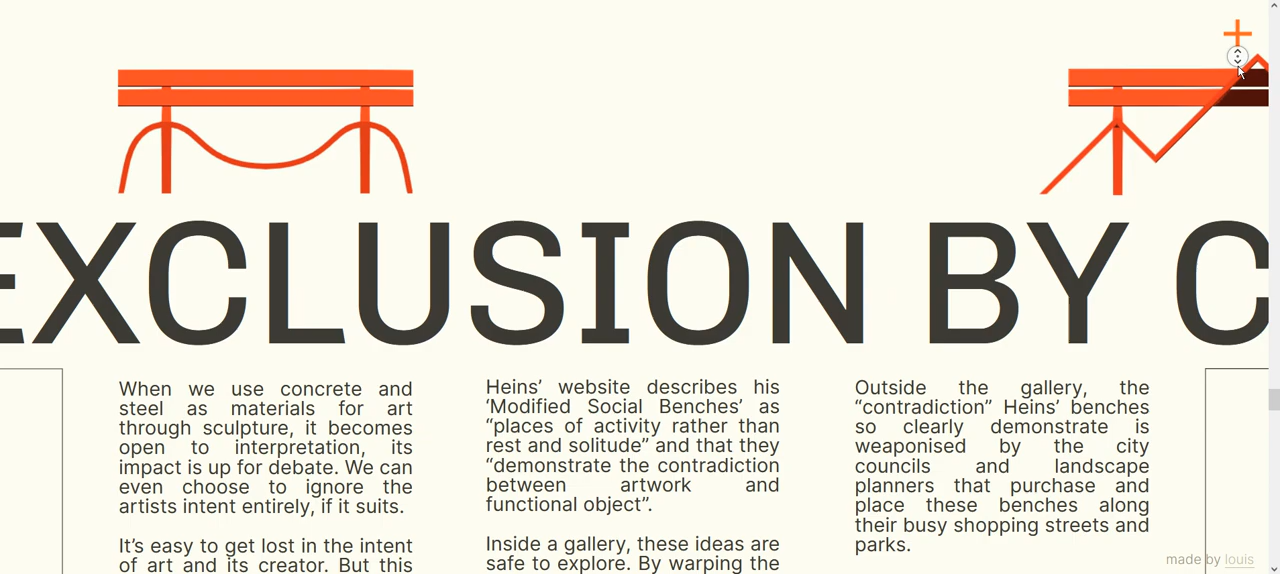 EXCLUSION BY C
When we use concrete and
steel as materials for art
through sculpture, it becomes
open to interpretation, its
impact is up for debate. We can
even choose to ignore the
artists intent entirely, if it suits.
It’s easy to get lost in the intent
of art and its creator. But this
Heins’ website describes his
‘Modified Social Benches’ as
“places of activity rather than
rest and solitude” and that they
“demonstrate the contradiction
between artwork and
functional object”.
Inside a gallery, these ideas are
safe to explore. By warping the
Outside the gallery, the
“contradiction” Heins’ benches
so clearly demonstrate is
weaponised by the city
councils and landscape
planners that purchase and
place these benches along
their busy shopping streets and
parks.
made by louis